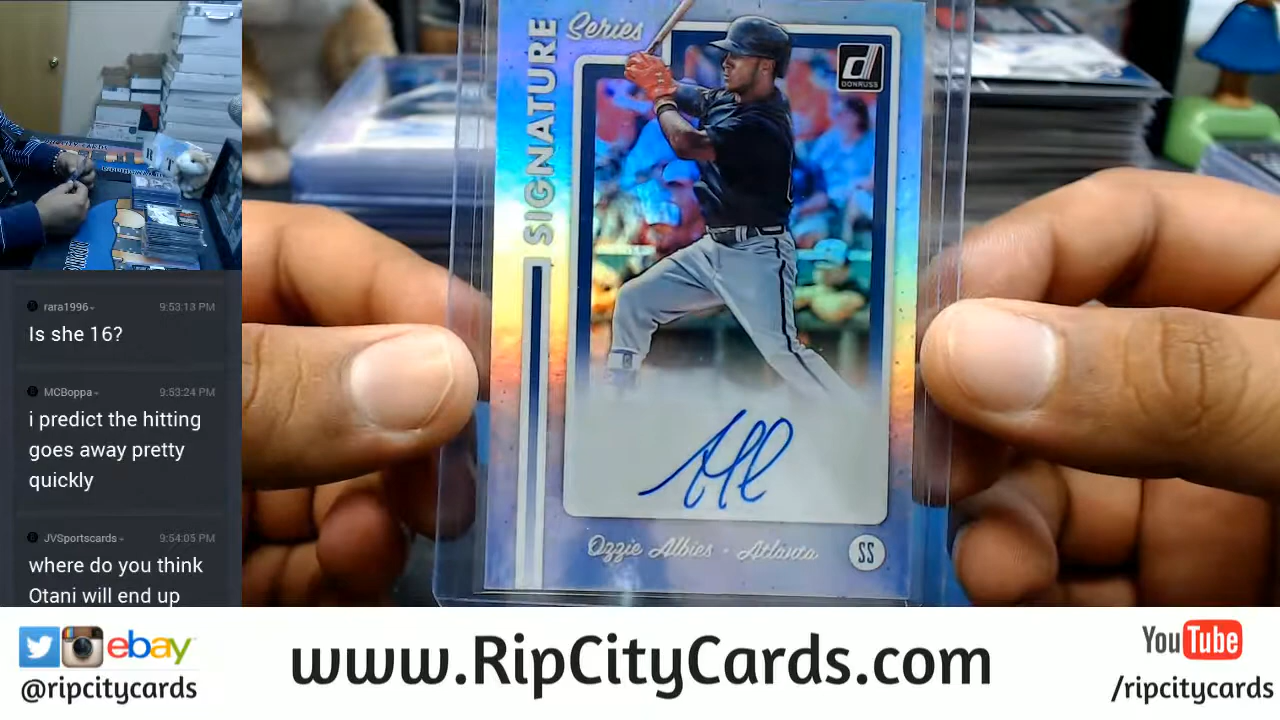 rara1996
9:53:13 PM
Is she 16?
MCBoppa
9:53:24 PM
i predict the hitting
goes away pretty
quickly
JVSportscards
9:54:05 PM
where do you think
Otani will end up
SIGNATURE
Series
d
DONRUSS
Ozzie Albies • Atlanta
SS
ebay
@ripcitycards
www.RipCityCards.com
YouTube
/ripcitycards